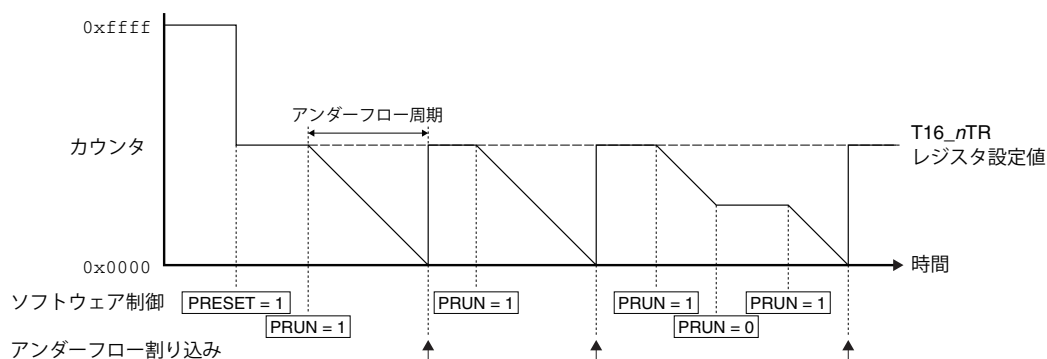 0xffff
アンダーフロー周期
カウンタ
T16_nTR
レジスタ設定値
0x0000
時間
ソフトウェア制御
PRESET = 1
PRUN = 1
PRUN = 1
PRUN = 1
PRUN = 0
PRUN = 1
アンダーフロー割り込み